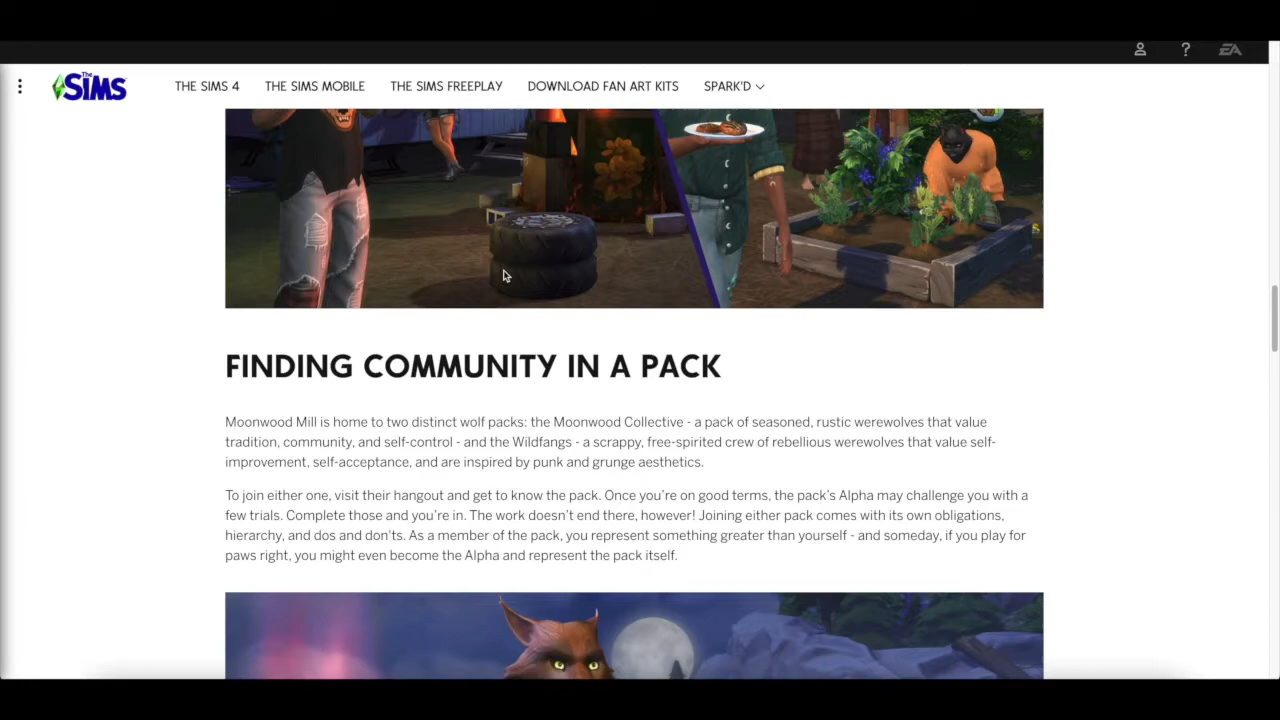 The SIMS
THE SIMS 4 THE SIMS MOBILE THE SIMS FREEPLAY DOWNLOAD FAN ART KITS SPARK'D
? EA
FINDING COMMUNITY IN A PACK
Moonwood Mill is home to two distinct wolf packs: the Moonwood Collective - a pack of seasoned, rustic werewolves that value
tradition, community, and self-control - and the Wildfangs - a scrappy, free-spirited crew of rebellious werewolves that value self-
improvement, self-acceptance, and are inspired by punk and grunge aesthetics.
To join either one, visit their hangout and get to know the pack. Once you're on good terms, the pack's Alpha may challenge you with a
few trials. Complete those and you're in. The work doesn't end there, however! Joining either pack comes with its own obligations,
hierarchy, and dos and don'ts. As a member of the pack, you represent something greater than yourself - and someday, if you play for
paws right, you might even become the Alpha and represent the pack itself.